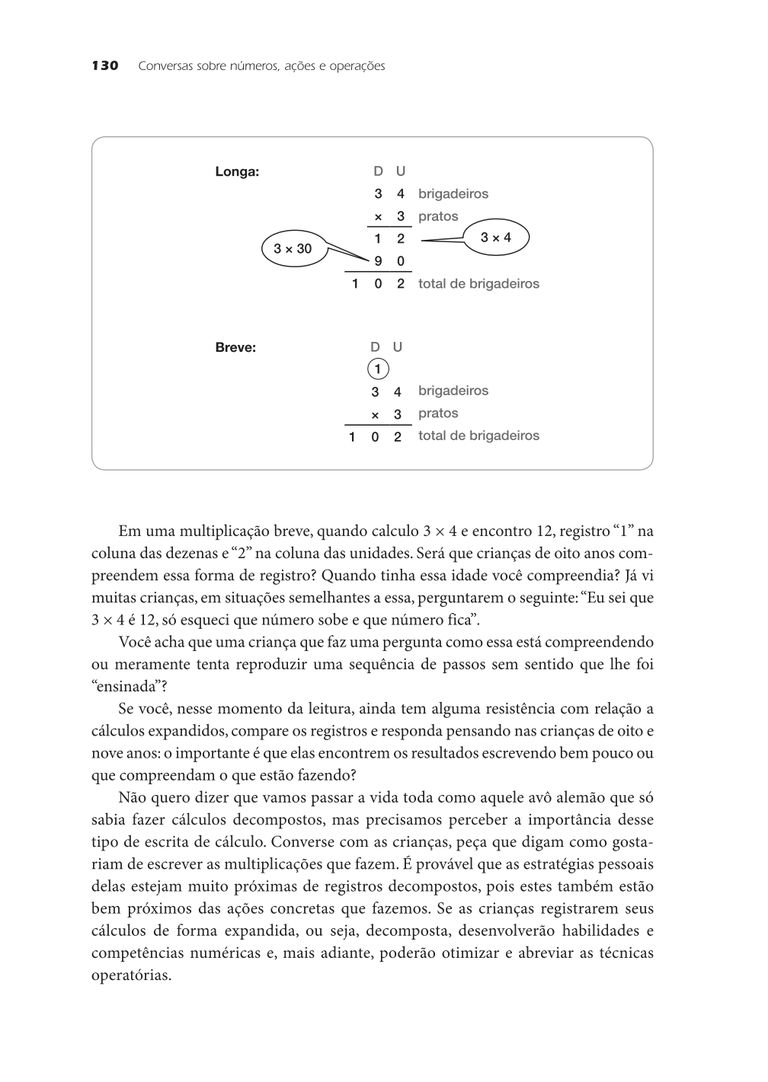 130 Conversas sobre números, ações e operações
Longa:
D U
3 4 brigadeiros
× 3 pratos
1 2
3 × 4
3 × 30
9 0
1 0 2 total de brigadeiros
Breve:
D U
1
3 4 brigadeiros
× 3 pratos
1 0 2 total de brigadeiros
Em uma multiplicação breve, quando calculo 3 × 4 e encontro 12, registro “1” na
coluna das dezenas e “2” na coluna das unidades. Será que crianças de oito anos com-
preendem essa forma de registro? Quando tinha essa idade você compreendia? Já vi
muitas crianças, em situações semelhantes a essa, perguntarem o seguinte: “Eu sei que
3 × 4 é 12, só esqueci que número sobe e que número fica”.
Você acha que uma criança que faz uma pergunta como essa está compreendendo
ou meramente tenta reproduzir uma sequência de passos sem sentido que lhe foi
“ensinada”?
Se você, nesse momento da leitura, ainda tem alguma resistência com relação a
cálculos expandidos, compare os registros e responda pensando nas crianças de oito e
nove anos: o importante é que elas encontrem os resultados escrevendo bem pouco ou
que compreendam o que estão fazendo?
Não quero dizer que vamos passar a vida toda como aquele avô alemão que só
sabia fazer cálculos decompostos, mas precisamos perceber a importância desse
tipo de escrita de cálculo. Converse com as crianças, peça que digam como gosta-
riam de escrever as multiplicações que fazem. É provável que as estratégias pessoais
delas estejam muito próximas de registros decompostos, pois estes também estão
bem próximos das ações concretas que fazemos. Se as crianças registrarem seus
cálculos de forma expandida, ou seja, decomposta, desenvolverão habilidades e
competências numéricas e, mais adiante, poderão otimizar e abreviar as técnicas
operatórias.